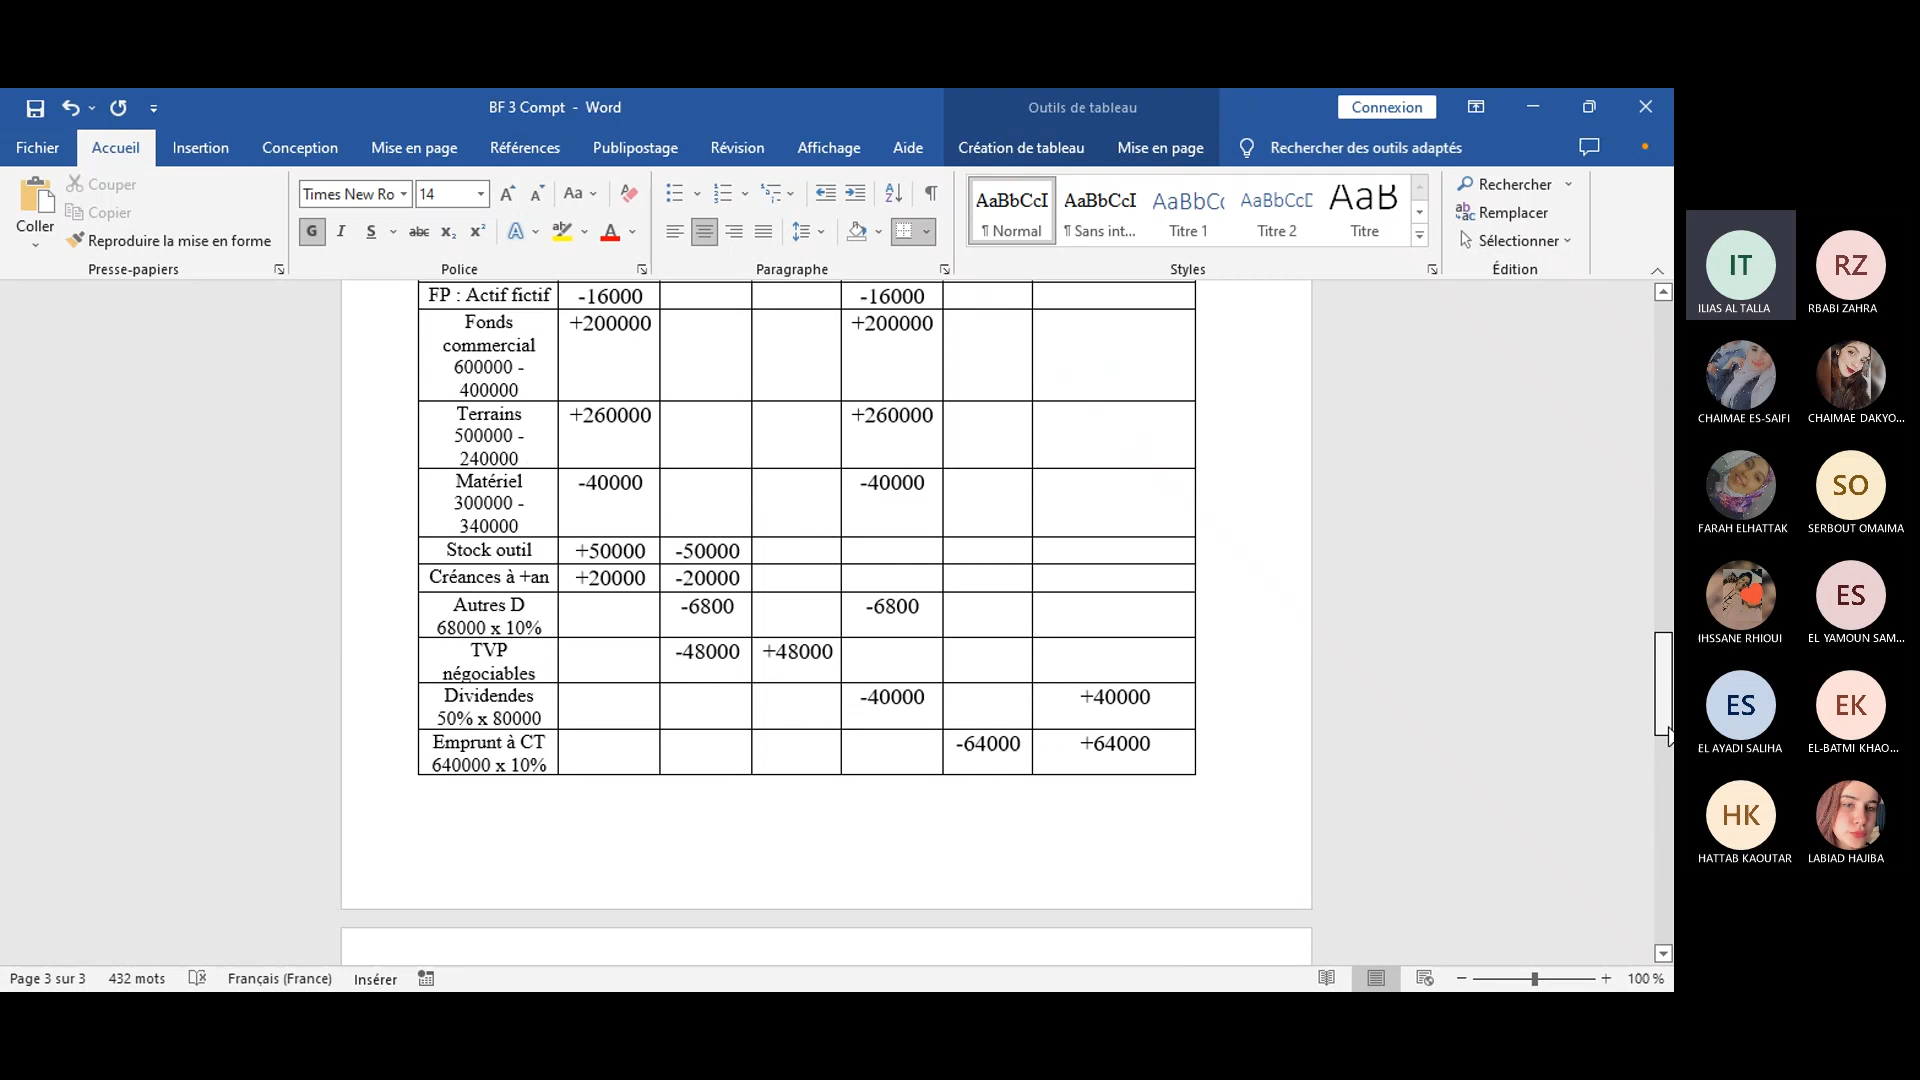 BF 3 Compt - Word
Outils de tableau
Connexion
Fichier
Accueil
Insertion
Conception
Mise en page
Références
Publipostage
Révision
Affichage
Aide
Création de tableau
Mise en page
Rechercher des outils adaptés
Coller
Couper
Copier
Reproduire la mise en forme
Presse-papiers
Times New Ro
14
Police
Paragraphe
AaBbCcI
¶ Normal
AaBbCcI
¶ Sans int...
AaBbCc
Titre 1
AaBbCcD
Titre 2
AaB
Titre
Styles
Rechercher
Remplacer
Sélectionner
Édition
FP : Actif fictif -16000 -16000
Fonds +200000 +200000
commercial
600000 -
400000
Terrains +260000 +260000
500000 -
240000
Matériel -40000 -40000
300000 -
340000
Stock outil +50000 -50000
Créances à +an +20000 -20000
Autres D -6800 -6800
68000 x 10%
TVP -48000 +48000
négociables
Dividendes -40000 +40000
50% x 80000
Emprunt à CT -64000 +64000
640000 x 10%
Page 3 sur 3
432 mots
Français (France)
Insérer
100 %
IT
ILIAS AL TALLA
RZ
RBABI ZAHRA
CHAIMAE ES-SAIFI
CHAIMAE DAKYO...
FARAH ELHATTAK
SO
SERBOUT OMAIMA
IHSSANE RHIOUI
ES
EL YAMOUN SAM...
ES
EL AYADI SALIHA
EK
EL-BATMI KHAO...
HK
HATTAB KAOUTAR
LABIAD HAJIBA